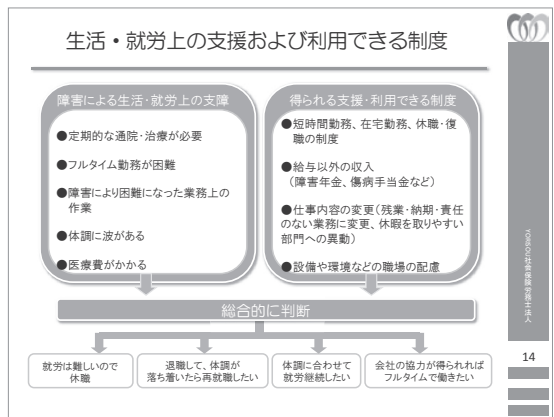 生活・就労上の支援および利用できる制度
障害による生活・就労上の支障
●定期的な通院・治療が必要
●フルタイム勤務が困難
●障害により困難になった業務上の
作業
●体調に波がある
●医療費がかかる
得られる支援・利用できる制度
●短時間勤務、在宅勤務、休職・復
職の制度
●給与以外の収入
（障害年金、傷病手当金など）
●仕事内容の変更（残業・納期・責任
のない業務に変更、休暇を取りやすい
部門への異動）
●設備や環境などの職場の配慮
総合的に判断
就労は難しいので
休職
退職して、体調が
落ち着いたら再就職したい
体調に合わせて
就労継続したい
会社の協力が得られれば
フルタイムで働きたい
社会保険労務士法人
14